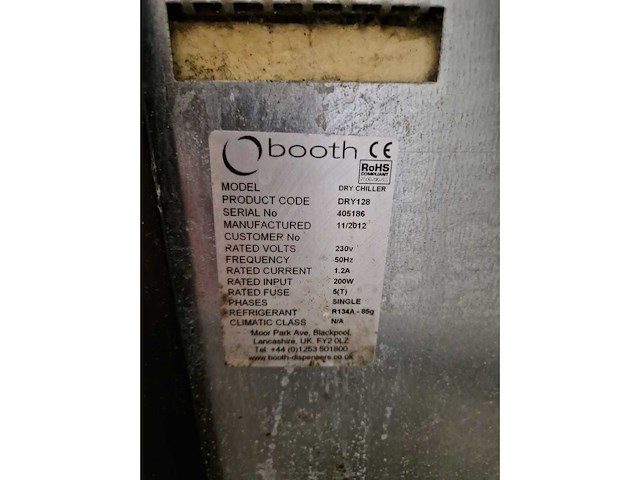 booth CE
RoHS
COMPLIANT
MODEL DRY CHILLER
PRODUCT CODE DRY128
SERIAL No 405186
MANUFACTURED 11/2012
CUSTOMER No
RATED VOLTS 230v
FREQUENCY 50Hz
RATED CURRENT 1.2A
RATED INPUT 200W
RATED FUSE 5(T)
PHASES SINGLE
REFRIGERANT R134A - 85g
CLIMATIC CLASS N/A
Moor Park Ave, Blackpool,
Lancashire, UK, FY2 0LZ
Tel: +44 (0)1253 501800
www.booth-dispensers.co.uk